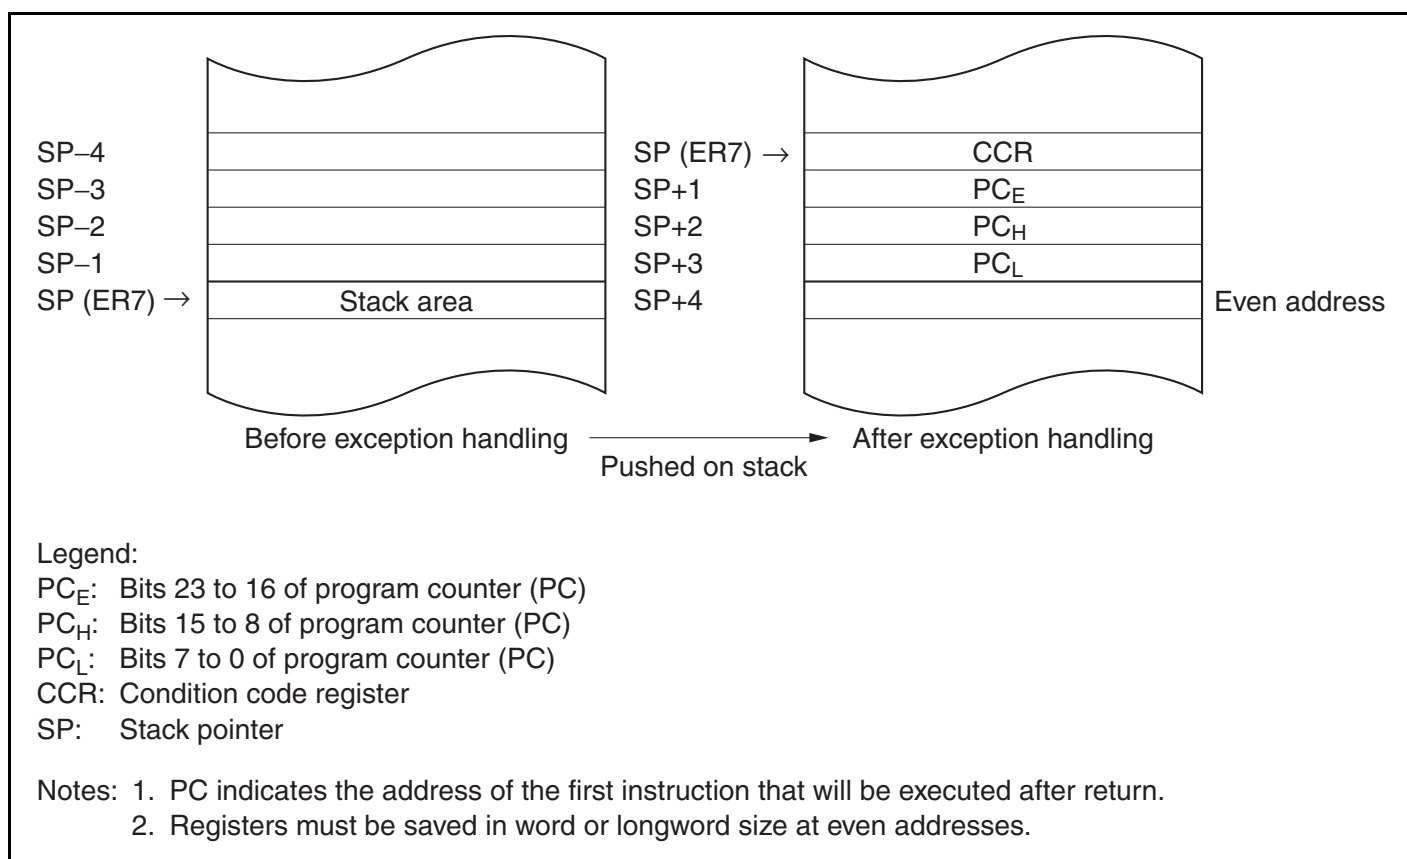 SP–4 SP (ER7) → CCR
SP–3 SP+1 PCE
SP–2 SP+2 PCH
SP–1 SP+3 PCL
SP (ER7) → Stack area SP+4 Even address
Before exception handling After exception handling
Pushed on stack
Legend:
PCE: Bits 23 to 16 of program counter (PC)
PCH: Bits 15 to 8 of program counter (PC)
PCL: Bits 7 to 0 of program counter (PC)
CCR: Condition code register
SP: Stack pointer
Notes: 1. PC indicates the address of the first instruction that will be executed after return.
2. Registers must be saved in word or longword size at even addresses.